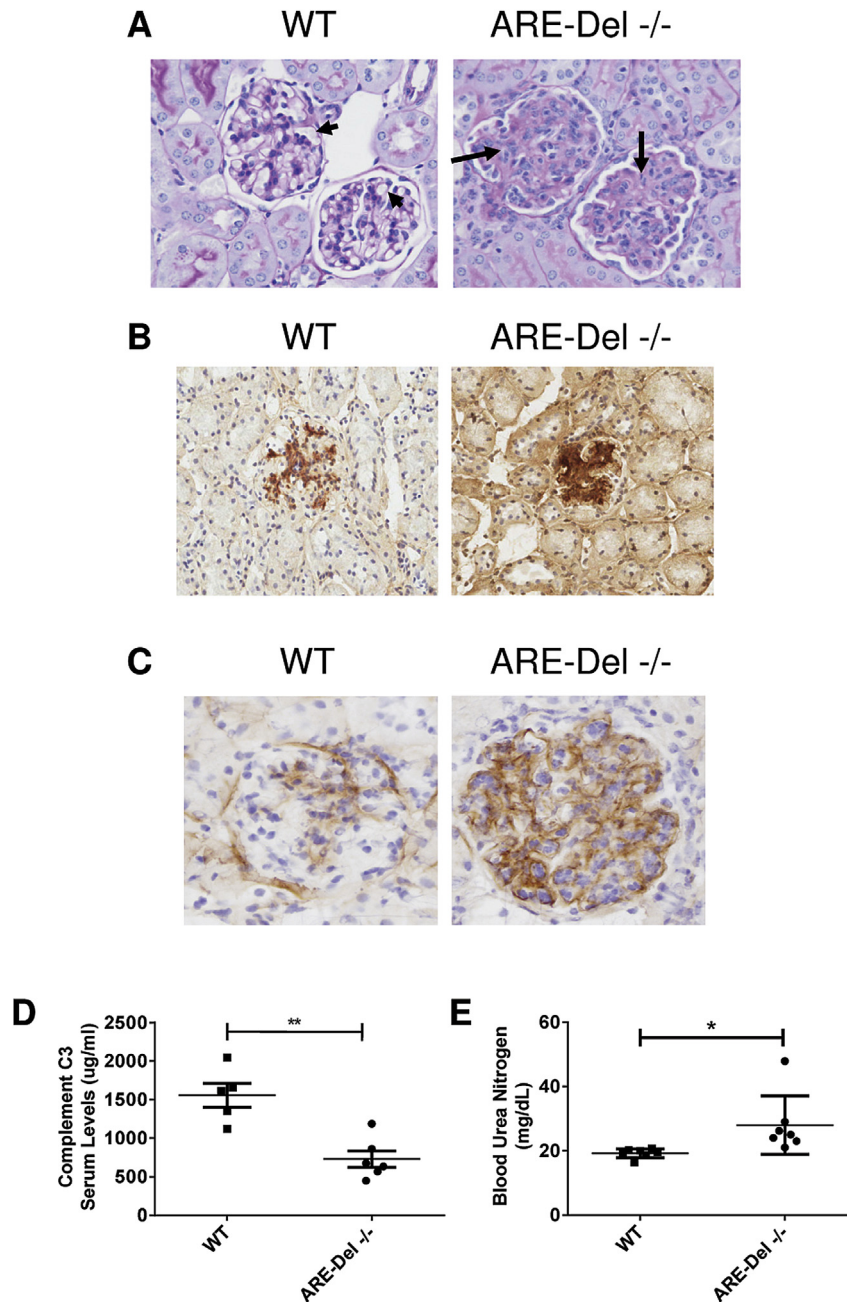 A WT ARE-Del -/-
B WT ARE-Del -/-
C WT ARE-Del -/-
D
Complement C3
Serum Levels (ug/ml)
2500
2000
1500
1000
500
0
**
WT
ARE-Del -/-
E
Blood Urea Nitrogen
(mg/dL)
60
40
20
0
*
WT
ARE-Del -/-